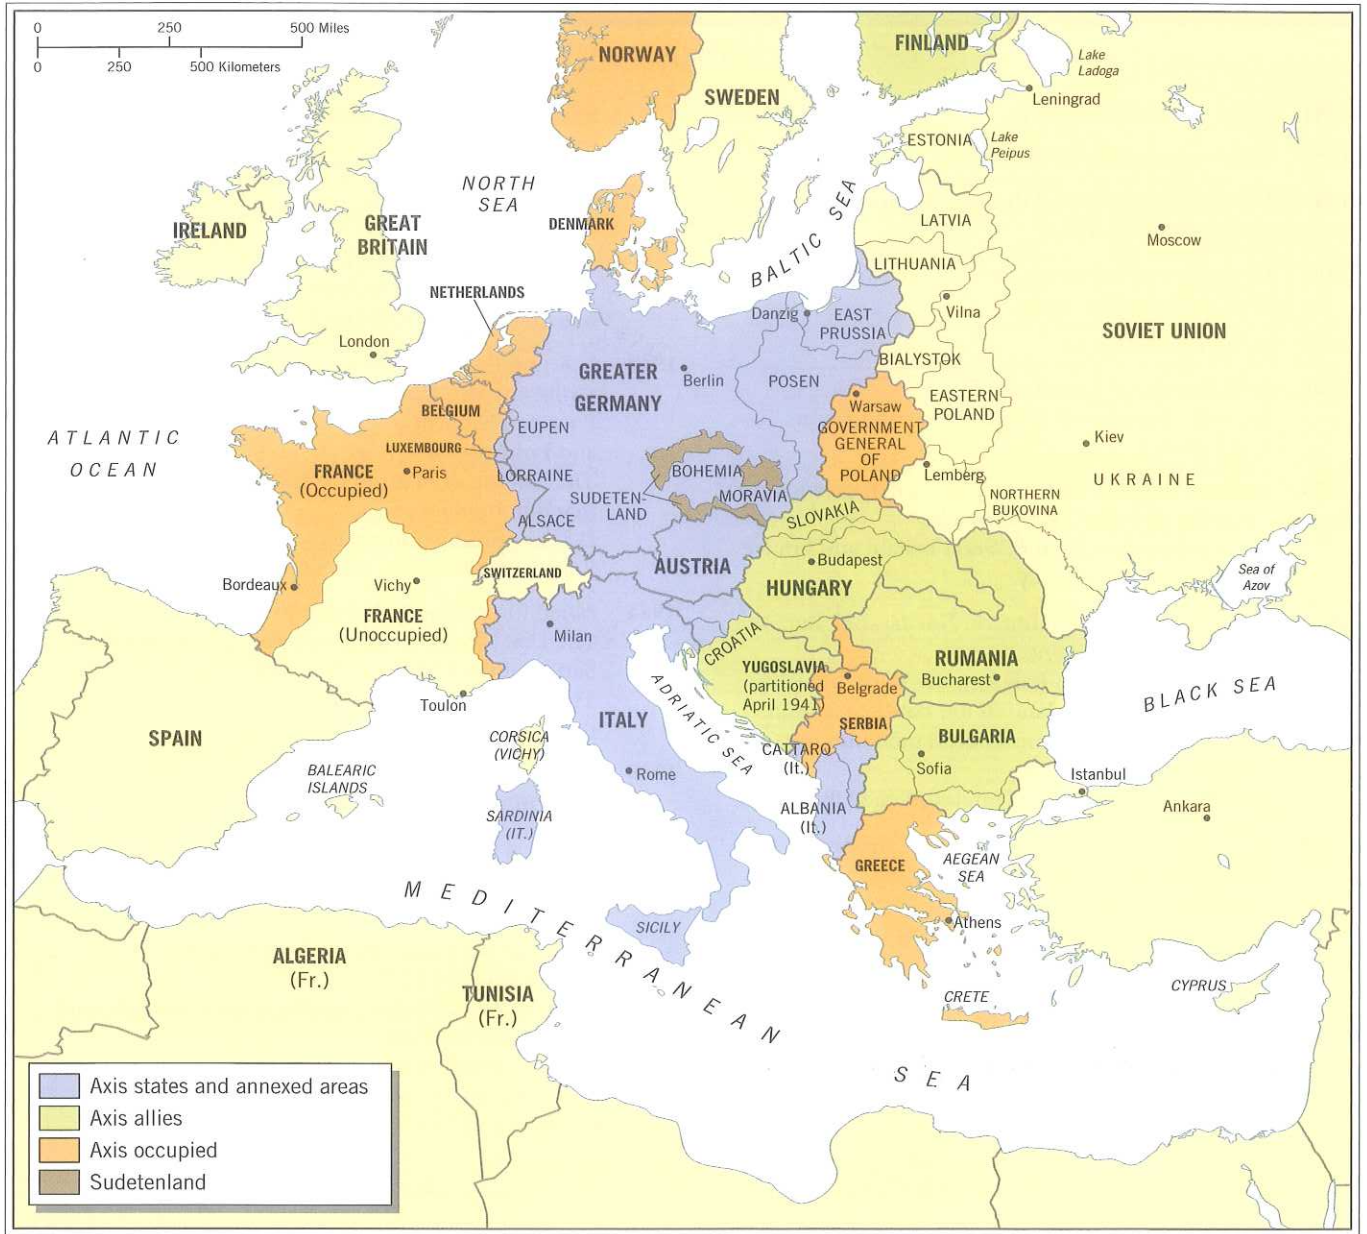 0 250 500 Miles
0 250 500 Kilometers
NORWAY
FINLAND
SWEDEN
Lake
Ladoga
Leningrad
ESTONIA
Lake
Peipus
NORTH
SEA
IRELAND
GREAT
BRITAIN
DENMARK
BALTIC SEA
LATVIA
Moscow
LITHUANIA
NETHERLANDS
Vilna
Danzig
EAST
PRUSSIA
London
SOVIET UNION
BIALYSTOK
GREATER
GERMANY
Berlin
POSEN
EASTERN
POLAND
Warsaw
GOVERNMENT
GENERAL
OF
POLAND
BELGIUM
EUPEN
ATLANTIC
OCEAN
Kiev
LUXEMBOURG
FRANCE
(Occupied)
Paris
LORRAINE
BOHEMIA
MORAVIA
SUDETEN-
LAND
Lemberg
UKRAINE
NORTHERN
BUKOVINA
ALSACE
SLOVAKIA
Budapest
AUSTRIA
SWITZERLAND
HUNGARY
Sea of
Azov
Bordeaux
Vichy
FRANCE
(Unoccupied)
Milan
CROATIA
YUGOSLAVIA
(partitioned
April 1941)
RUMANIA
Bucharest
Belgrade
SERBIA
BLACK SEA
Toulon
ADRIATIC SEA
ITALY
SPAIN
CORSICA
(VICHY)
BULGARIA
Sofia
CATTARO
(It.)
BALEARIC
ISLANDS
Rome
Istanbul
Ankara
SARDINIA
(IT.)
ALBANIA
(It.)
GREECE
AEGEAN
SEA
MEDITERRANEAN
SEA
SICILY
Athens
ALGERIA
(Fr.)
TUNISIA
(Fr.)
CRETE
CYPRUS
Axis states and annexed areas
Axis allies
Axis occupied
Sudetenland